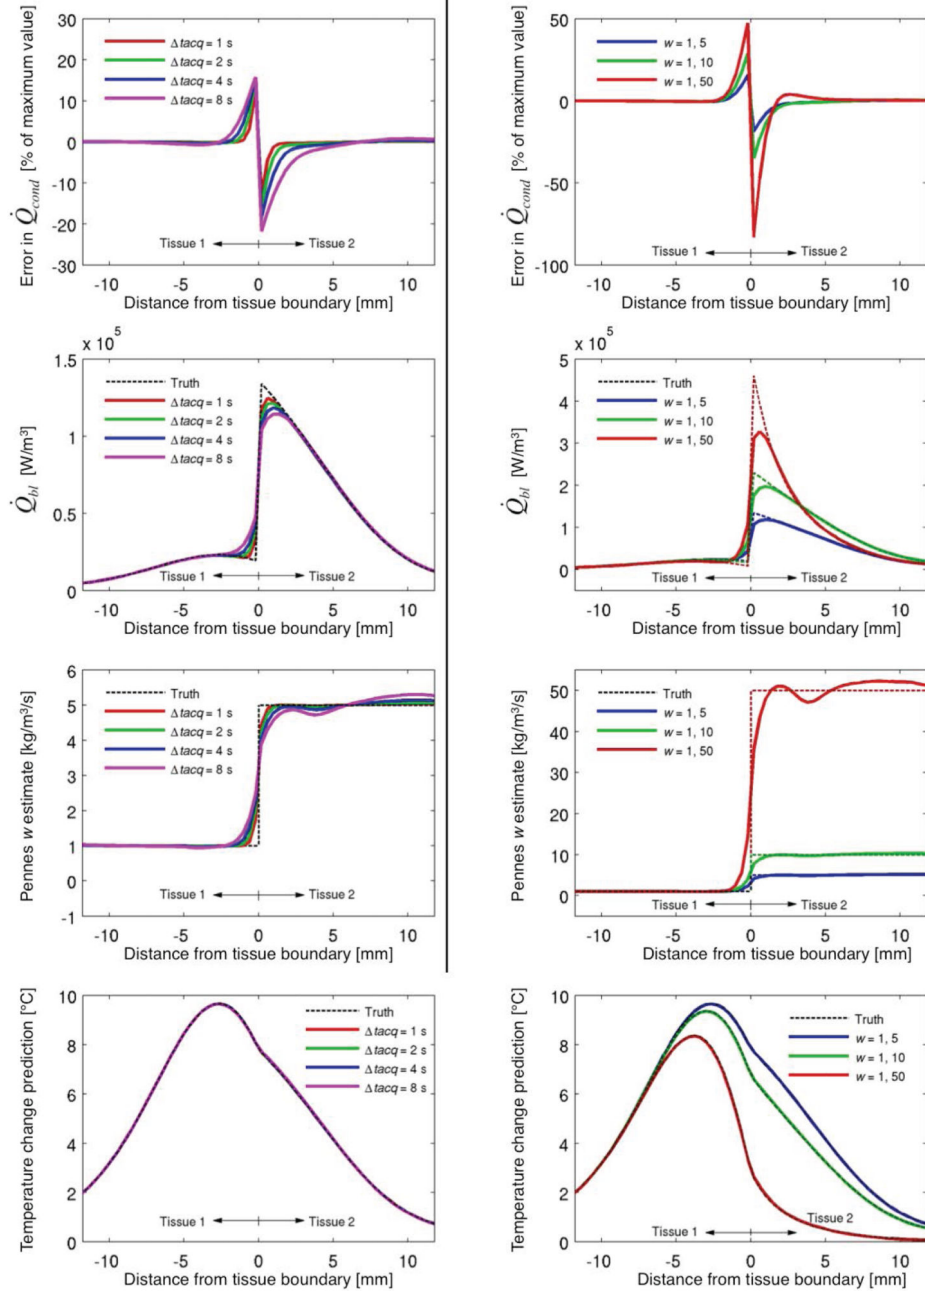 Error in Q̇cond [% of maximum value]
30
20
10
0
-10
-20
-30
Δtacq = 1 s
Δtacq = 2 s
Δtacq = 4 s
Δtacq = 8 s
Tissue 1
Tissue 2
-10 -5 0 5 10
Distance from tissue boundary [mm]
Error in Q̇cond [% of maximum value]
50
0
-50
-100
w = 1, 5
w = 1, 10
w = 1, 50
Tissue 1
Tissue 2
-10 -5 0 5 10
Distance from tissue boundary [mm]
Q̇bl [W/m³]
x 10⁵
1.5
1
0.5
0
Truth
Δtacq = 1 s
Δtacq = 2 s
Δtacq = 4 s
Δtacq = 8 s
Tissue 1
Tissue 2
-10 -5 0 5 10
Distance from tissue boundary [mm]
Q̇bl [W/m³]
x 10⁵
5
4
3
2
1
0
Truth
w = 1, 5
w = 1, 10
w = 1, 50
Tissue 1
Tissue 2
-10 -5 0 5 10
Distance from tissue boundary [mm]
Pennes w estimate [kg/m³/s]
6
5
4
3
2
1
0
-1
Truth
Δtacq = 1 s
Δtacq = 2 s
Δtacq = 4 s
Δtacq = 8 s
Tissue 1
Tissue 2
-10 -5 0 5 10
Distance from tissue boundary [mm]
Pennes w estimate [kg/m³/s]
50
40
30
20
10
0
Truth
w = 1, 5
w = 1, 10
w = 1, 50
Tissue 1
Tissue 2
-10 -5 0 5 10
Distance from tissue boundary [mm]
Temperature change prediction [°C]
10
8
6
4
2
0
Truth
Δtacq = 1 s
Δtacq = 2 s
Δtacq = 4 s
Δtacq = 8 s
Tissue 1
Tissue 2
-10 -5 0 5 10
Distance from tissue boundary [mm]
Temperature change prediction [°C]
10
8
6
4
2
0
Truth
w = 1, 5
w = 1, 10
w = 1, 50
Tissue 1
Tissue 2
-10 -5 0 5 10
Distance from tissue boundary [mm]